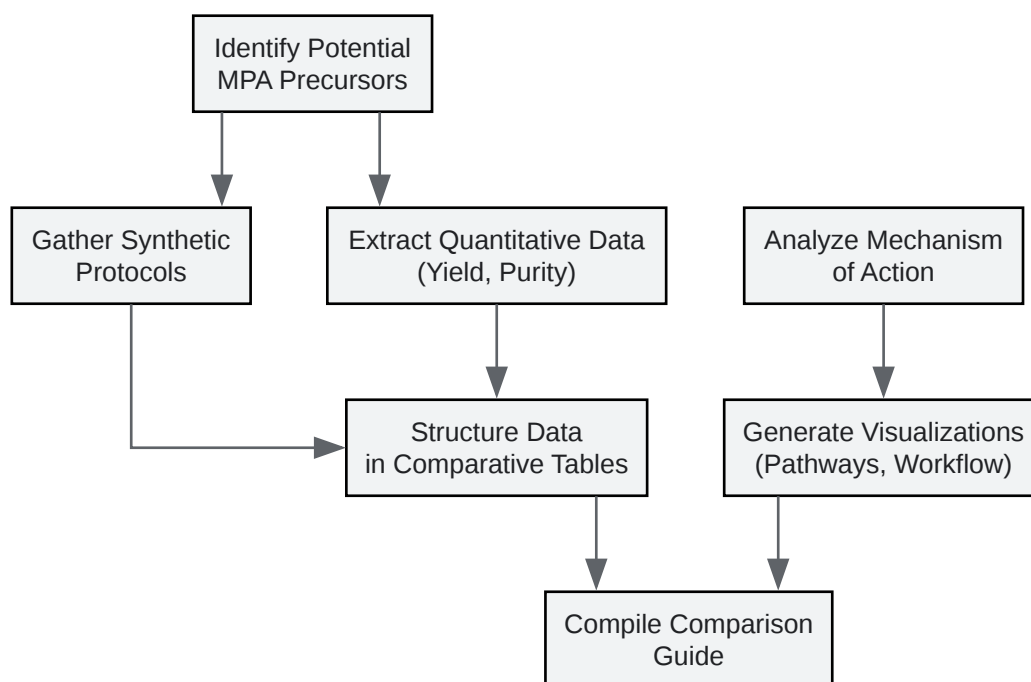 Identify Potential
MPA Precursors
Gather Synthetic
Protocols
Extract Quantitative Data
(Yield, Purity)
Analyze Mechanism
of Action
Structure Data
in Comparative Tables
Generate Visualizations
(Pathways, Workflow)
Compile Comparison
Guide